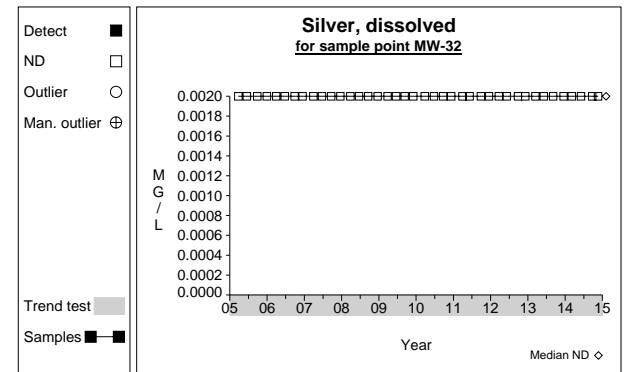 Detect
ND
Outlier
Man. outlier
Trend test
Samples
Silver, dissolved
for sample point MW-32
M
G
/
L
0.0020
0.0018
0.0016
0.0014
0.0012
0.0010
0.0008
0.0006
0.0004
0.0002
0.0000
05 06 07 08 09 10 11 12 13 14 15
Year
Median ND